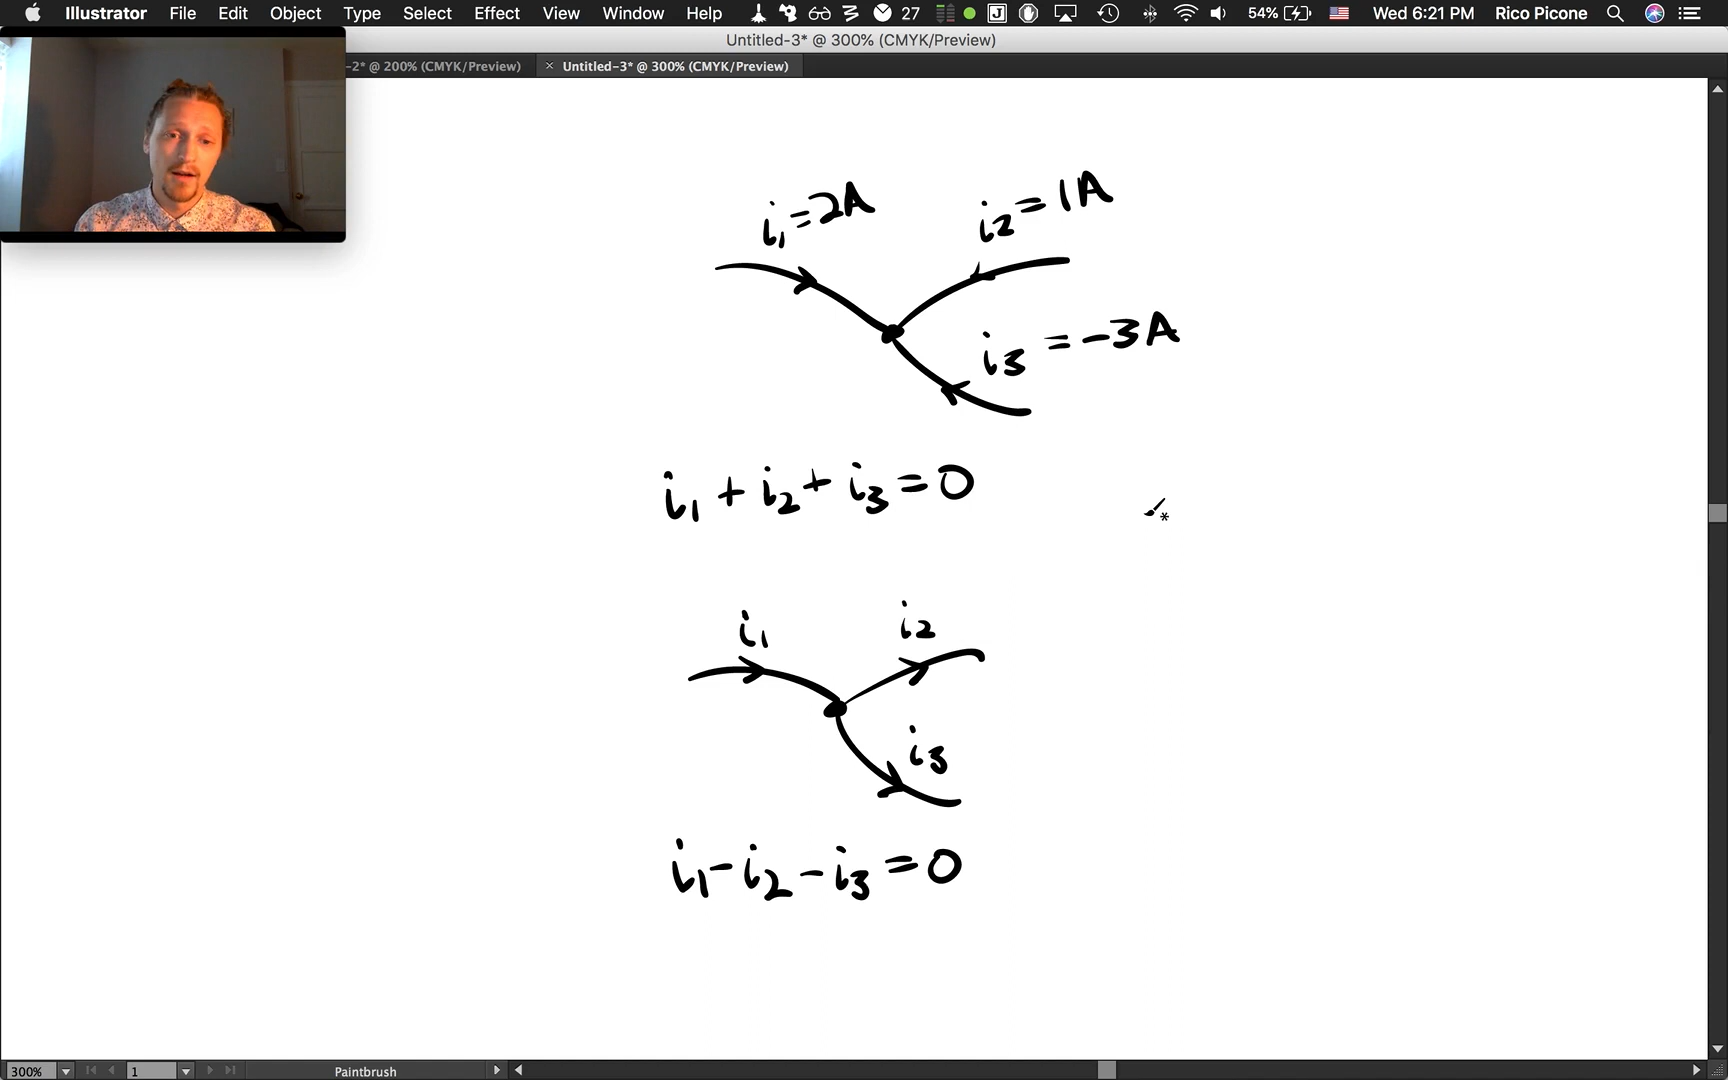 Illustrator File Edit Object Type Select Effect View Window Help 27 54% Wed 6:21 PM Rico Picone
Untitled-3* @ 300% (CMYK/Preview)
-2* @ 200% (CMYK/Preview) × Untitled-3* @ 300% (CMYK/Preview)
i₁=2A i₂=1A
i₃ = -3A
i₁ + i₂ + i₃ = 0
i₁ i₂
i₃
i₁ - i₂ - i₃ = 0
300% 1 Paintbrush